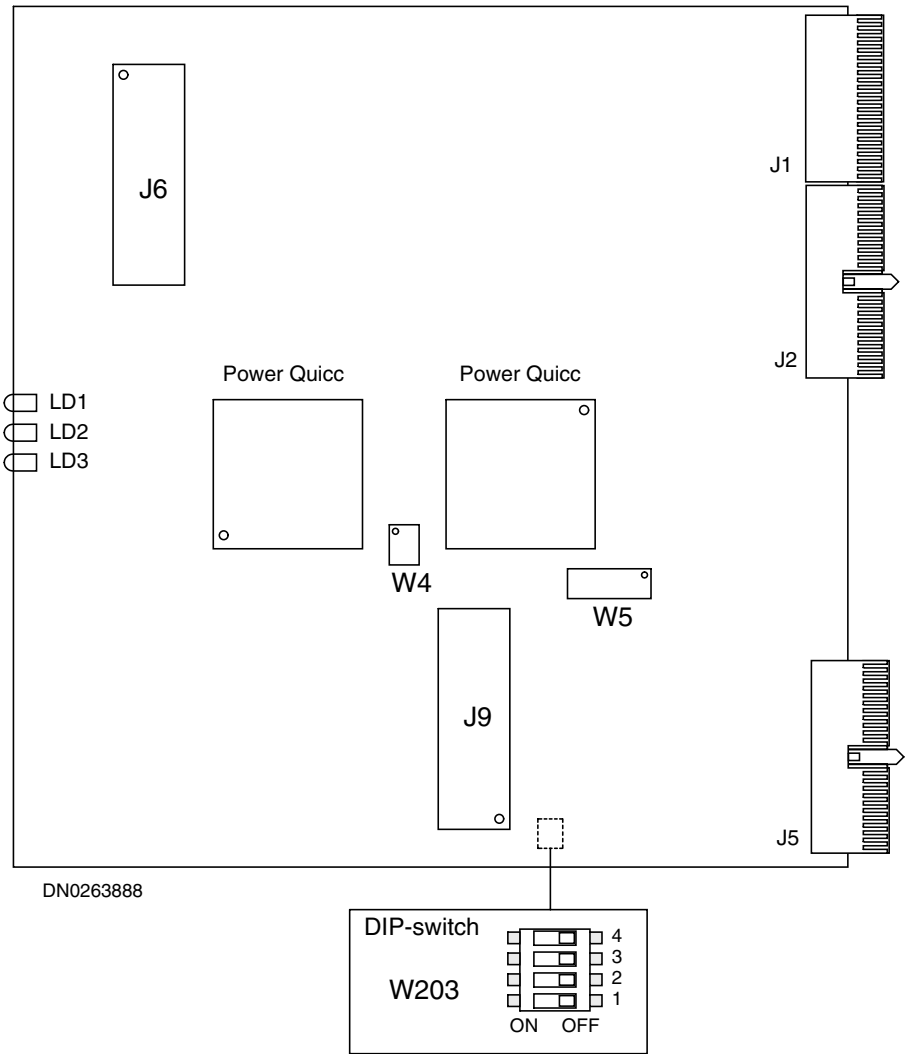 J1
J6
J2
Power Quicc
Power Quicc
LD1
LD2
LD3
W4
W5
J9
J5
DN0263888
DIP-switch
W203
4
3
2
1
ON OFF